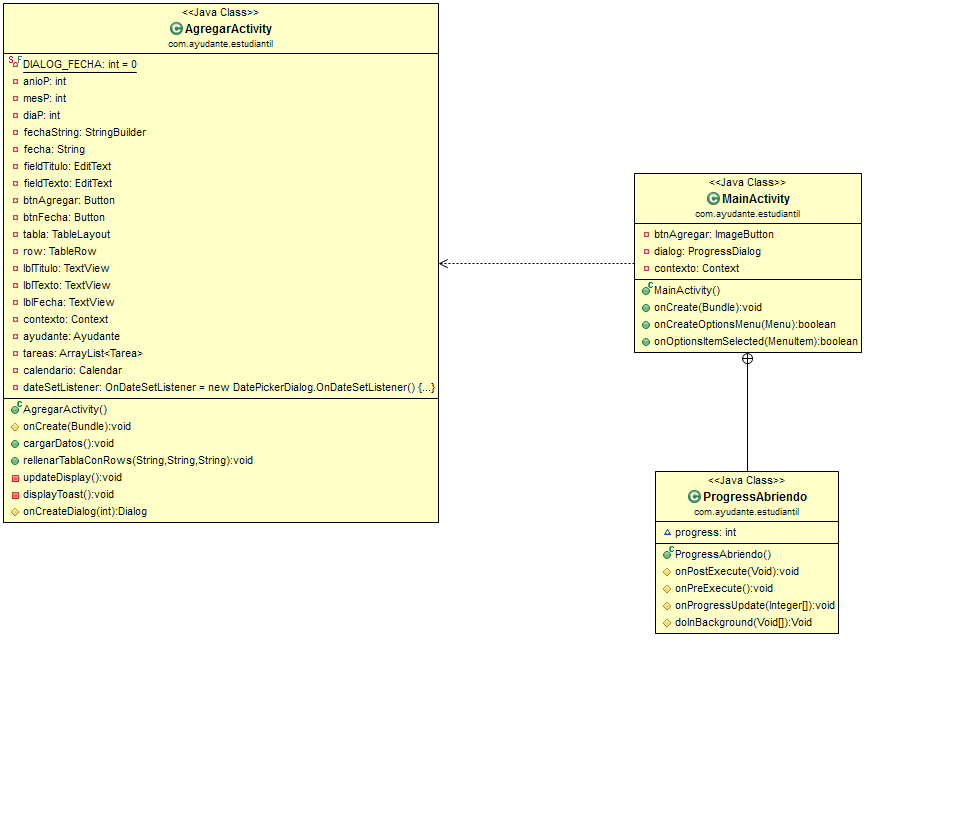 <<Java Class>>
AgregarActivity
com.ayudante.estudiantil
DIALOG_FECHA: int = 0
anioP: int
mesP: int
diaP: int
fechaString: StringBuilder
fecha: String
fieldTitulo: EditText
fieldTexto: EditText
btnAgregar: Button
btnFecha: Button
tabla: TableLayout
row: TableRow
lblTitulo: TextView
lblTexto: TextView
lblFecha: TextView
contexto: Context
ayudante: Ayudante
tareas: ArrayList<Tarea>
calendario: Calendar
dateSetListener: OnDateSetListener = new DatePickerDialog.OnDateSetListener() {...}
AgregarActivity()
onCreate(Bundle):void
cargarDatos():void
rellenarTablaConRows(String,String,String):void
updateDisplay():void
displayToast():void
onCreateDialog(int):Dialog
<<Java Class>>
MainActivity
com.ayudante.estudiantil
btnAgregar: ImageButton
dialog: ProgressDialog
contexto: Context
MainActivity()
onCreate(Bundle):void
onCreateOptionsMenu(Menu):boolean
onOptionsItemSelected(MenuItem):boolean
<<Java Class>>
ProgressAbriendo
com.ayudante.estudiantil
progress: int
ProgressAbriendo()
onPostExecute(Void):void
onPreExecute():void
onProgressUpdate(Integer[]):void
doInBackground(Void[]):Void